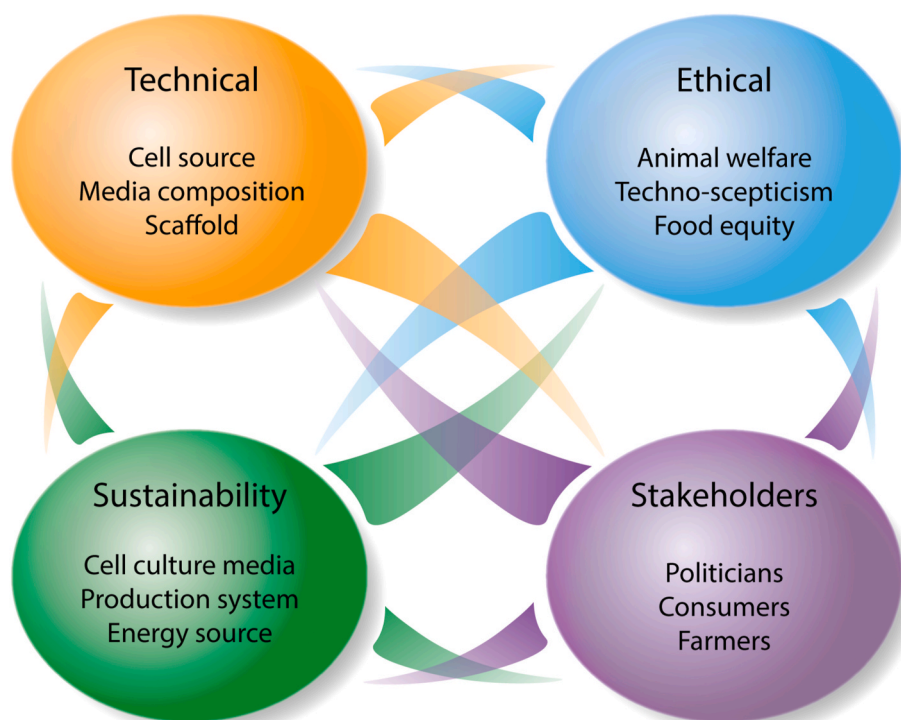 Technical
Cell source
Media composition
Scaffold
Ethical
Animal welfare
Techno-scepticism
Food equity
Sustainability
Cell culture media
Production system
Energy source
Stakeholders
Politicians
Consumers
Farmers